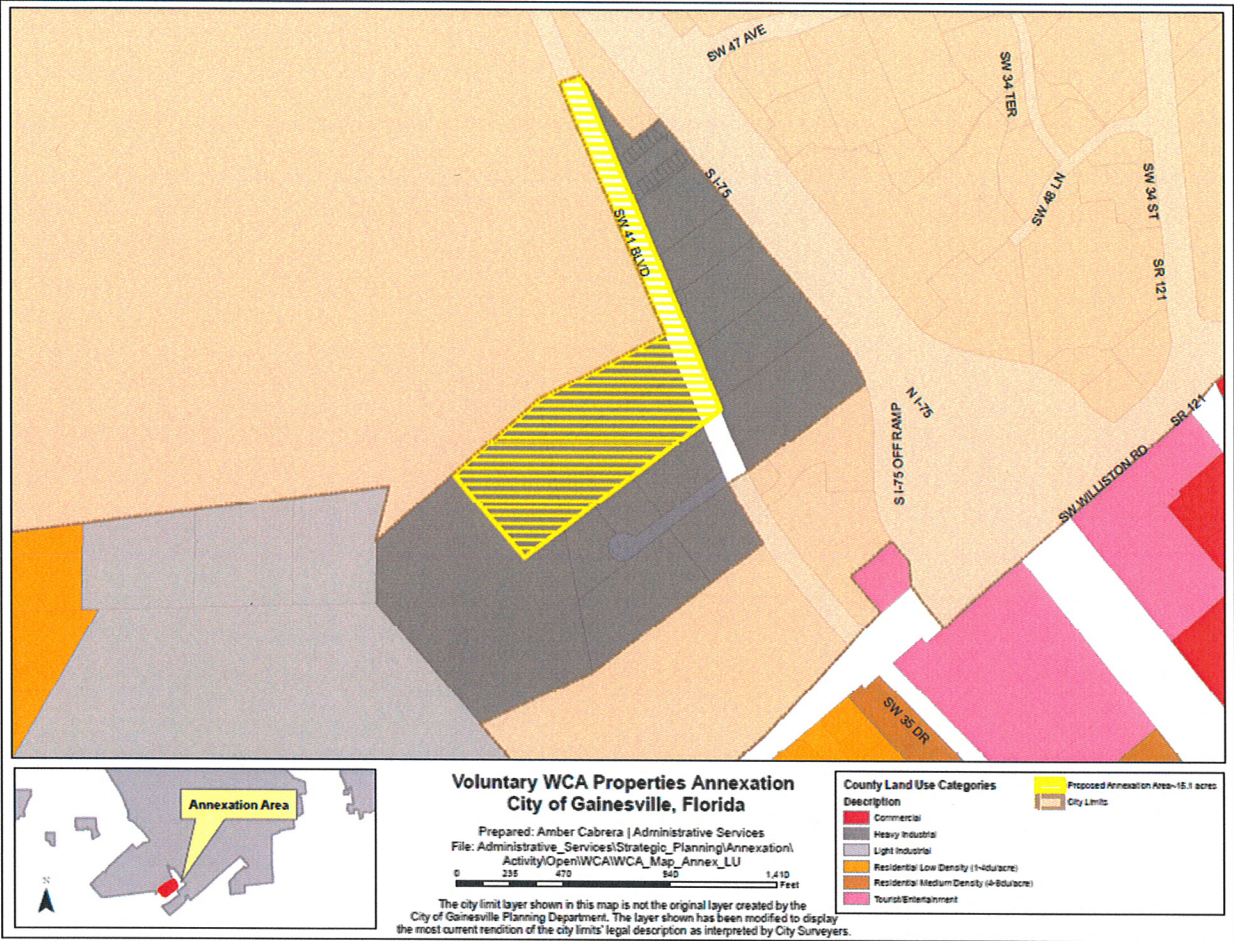 SW 47 AVE
SW 34 TER
S I-75
SW 48 LN
SW 34 ST
SW 41 BLVD
SR 121
N I-75
S I-75 OFF RAMP
SR 121
SW WILLISTON RD
SW 35 DR
Annexation Area
N
Voluntary WCA Properties Annexation
City of Gainesville, Florida
Prepared: Amber Cabrera | Administrative Services
File: Administrative_Services\Strategic_Planning\Annexation\
Activity\Open\WCA\WCA_Map_Annex_LU
0 235 470 940 1,410
Feet
The city limit layer shown in this map is not the original layer created by the
City of Gainesville Planning Department. The layer shown has been modified to display
the most current rendition of the city limits' legal description as interpreted by City Surveyors.
County Land Use Categories
Description
Commercial
Heavy Industrial
Light Industrial
Residential Low Density (1-4du/acre)
Residential Medium Density (4-8du/acre)
Tourist/Entertainment
Proposed Annexation Area~15.1 acres
City Limits